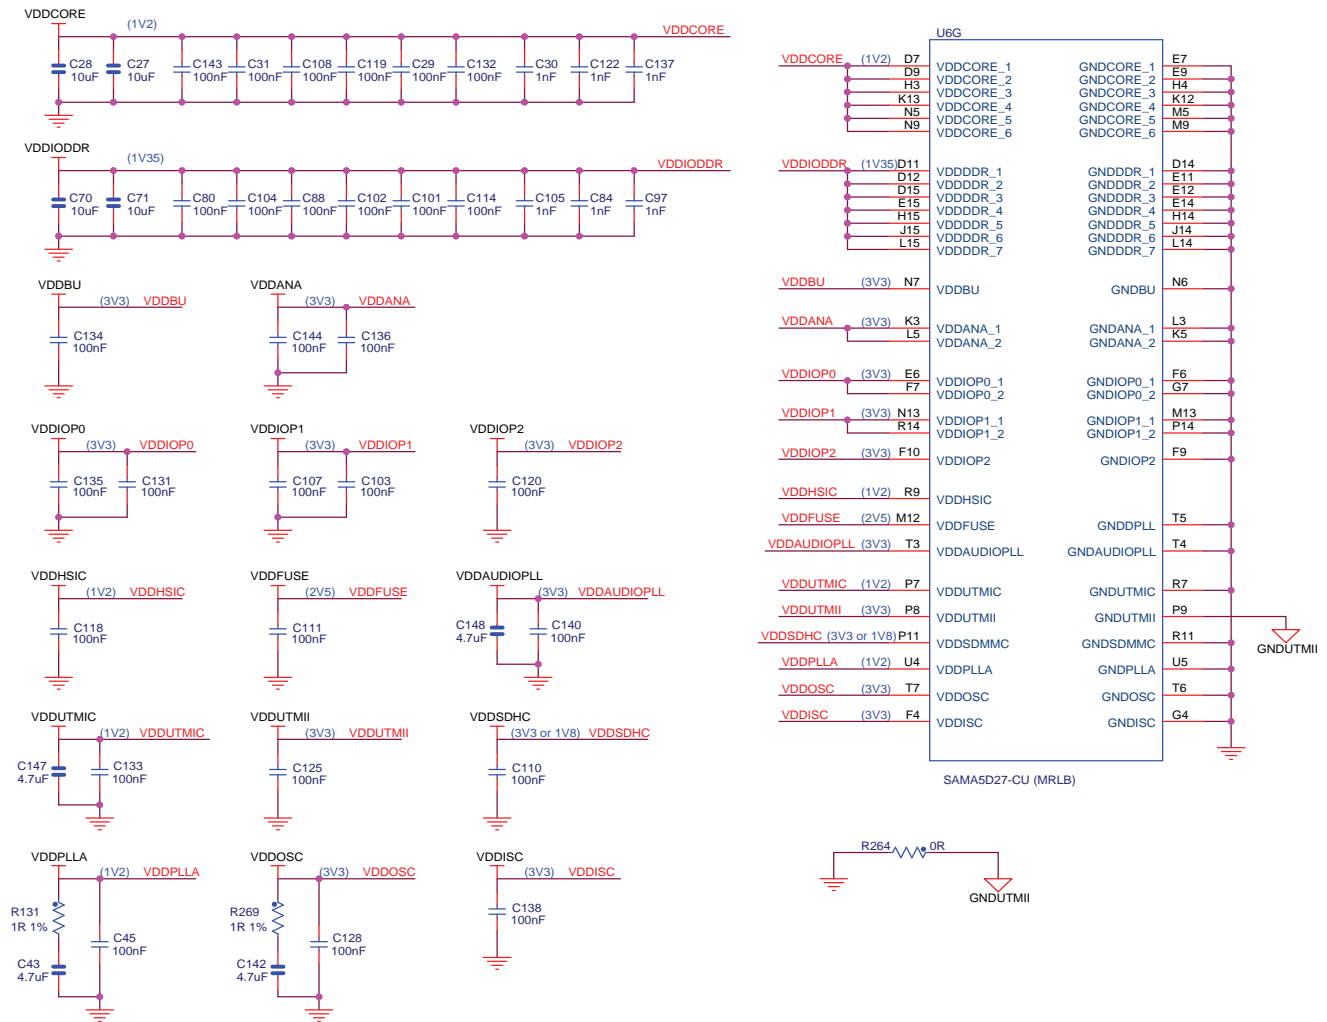 VDDCORE
(1V2)
VDDCORE
C28 10uF
C27 10uF
C143 100nF
C31 100nF
C108 100nF
C119 100nF
C29 100nF
C132 100nF
C30 1nF
C122 1nF
C137 1nF
VDDIODDR
(1V35)
VDDIODDR
C70 10uF
C71 10uF
C80 100nF
C104 100nF
C88 100nF
C102 100nF
C101 100nF
C114 100nF
C105 1nF
C84 1nF
C97 1nF
VDDBU
(3V3) VDDBU
C134 100nF
VDDANA
(3V3) VDDANA
C144 100nF
C136 100nF
VDDIOP0
(3V3) VDDIOP0
C135 100nF
C131 100nF
VDDIOP1
(3V3) VDDIOP1
C107 100nF
C103 100nF
VDDIOP2
(3V3) VDDIOP2
C120 100nF
VDDHSIC
(1V2) VDDHSIC
C118 100nF
VDDFUSE
(2V5) VDDFUSE
C111 100nF
VDDAUDIOPLL
(3V3) VDDAUDIOPLL
C148 4.7uF
C140 100nF
VDDUTMIC
(1V2) VDDUTMIC
C147 4.7uF
C133 100nF
VDDUTMII
(3V3) VDDUTMII
C125 100nF
VDDSDHC
(3V3 or 1V8) VDDSDHC
C110 100nF
VDDPLLA
(1V2) VDDPLLA
R131 1R 1%
C45 100nF
C43 4.7uF
VDDOSC
(3V3) VDDOSC
R269 1R 1%
C128 100nF
C142 4.7uF
VDDISC
(3V3) VDDISC
C138 100nF
U6G
VDDCORE (1V2) D7 VDDCORE_1 GNDCORE_1 E7
D9 VDDCORE_2 GNDCORE_2 E9
H3 VDDCORE_3 GNDCORE_3 H4
K13 VDDCORE_4 GNDCORE_4 K12
N5 VDDCORE_5 GNDCORE_5 M5
N9 VDDCORE_6 GNDCORE_6 M9
VDDIODDR (1V35) D11 VDDDDR_1 GNDDDR_1 D14
D12 VDDDDR_2 GNDDDR_2 E11
D15 VDDDDR_3 GNDDDR_3 E12
E15 VDDDDR_4 GNDDDR_4 E14
H15 VDDDDR_5 GNDDDR_5 H14
J15 VDDDDR_6 GNDDDR_6 J14
L15 VDDDDR_7 GNDDDR_7 L14
VDDBU (3V3) N7 VDDBU GNDBU N6
VDDANA (3V3) K3 VDDANA_1 GNDANA_1 L3
L5 VDDANA_2 GNDANA_2 K5
VDDIOP0 (3V3) E6 VDDIOP0_1 GNDIOP0_1 F6
F7 VDDIOP0_2 GNDIOP0_2 G7
VDDIOP1 (3V3) N13 VDDIOP1_1 GNDIOP1_1 M13
R14 VDDIOP1_2 GNDIOP1_2 P14
VDDIOP2 (3V3) F10 VDDIOP2 GNDIOP2 F9
VDDHSIC (1V2) R9 VDDHSIC
VDDFUSE (2V5) M12 VDDFUSE GNDDPLL T5
VDDAUDIOPLL (3V3) T3 VDDAUDIOPLL GNDAUDIOPLL T4
VDDUTMIC (1V2) P7 VDDUTMIC GNDUTMIC R7
VDDUTMII (3V3) P8 VDDUTMII GNDUTMII P9
VDDSDHC (3V3 or 1V8) P11 VDDSDMMC GNDSDMMC R11
GNDUTMII
VDDPLLA (1V2) U4 VDDPLLA GNDPLLA U5
VDDOSC (3V3) T7 VDDOSC GNDOSC T6
VDDISC (3V3) F4 VDDISC GNDISC G4
SAMA5D27-CU (MRLB)
R264 0R
GNDUTMII